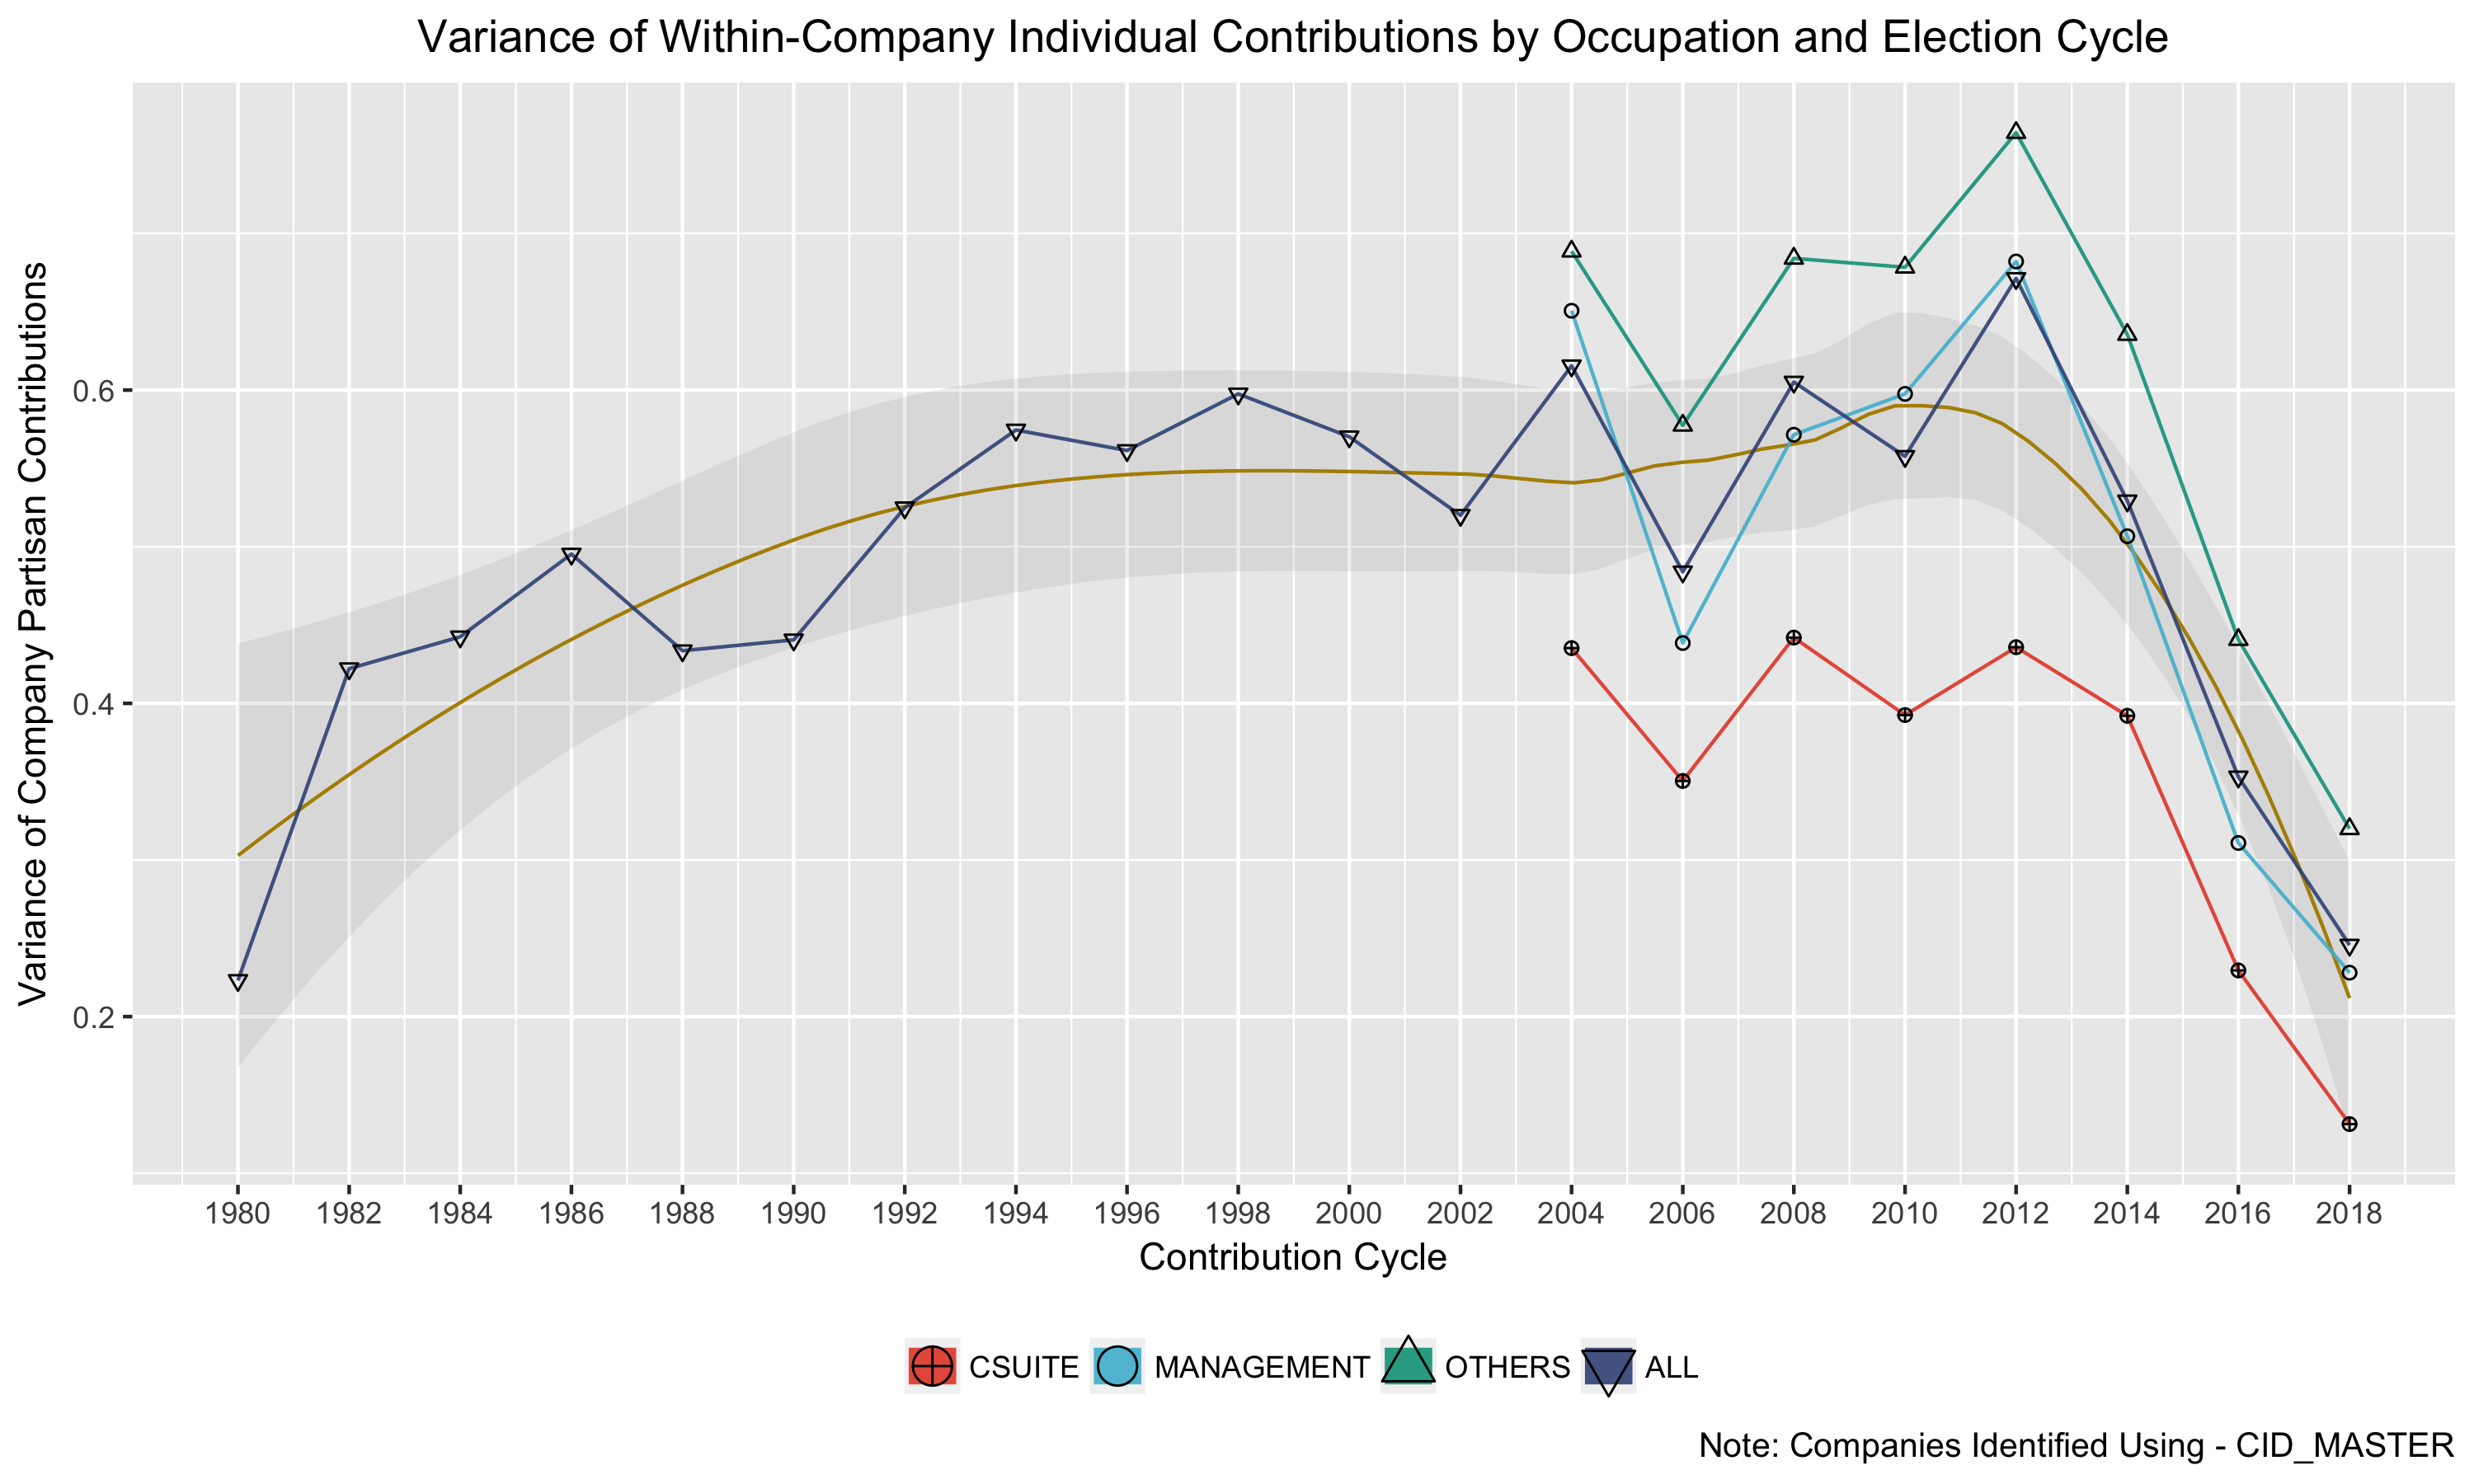 Variance of Within-Company Individual Contributions by Occupation and Election Cycle
Variance of Company Partisan Contributions
0.6
0.4
0.2
1980 1982 1984 1986 1988 1990 1992 1994 1996 1998 2000 2002 2004 2006 2008 2010 2012 2014 2016 2018
Contribution Cycle
CSUITE MANAGEMENT OTHERS ALL
Note: Companies Identified Using - CID_MASTER